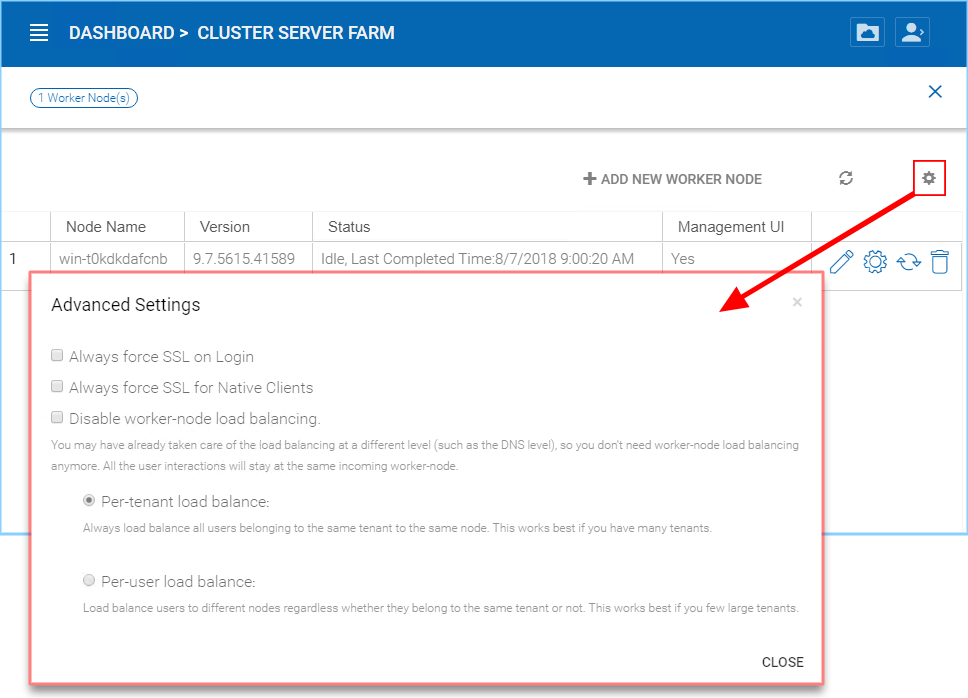 DASHBOARD > CLUSTER SERVER FARM
1 Worker Node(s)
ADD NEW WORKER NODE
Node Name Version Status Management UI
1 win-t0kdkdafcnb 9.7.5615.41589 Idle, Last Completed Time:8/7/2018 9:00:20 AM Yes
Advanced Settings
Always force SSL on Login
Always force SSL for Native Clients
Disable worker-node load balancing.
You may have already taken care of the load balancing at a different level (such as the DNS level), so you don't need worker-node load balancing
anymore. All the user interactions will stay at the same incoming worker-node.
Per-tenant load balance:
Always load balance all users belonging to the same tenant to the same node. This works best if you have many tenants.
Per-user load balance:
Load balance users to different nodes regardless whether they belong to the same tenant or not. This works best if you few large tenants.
CLOSE